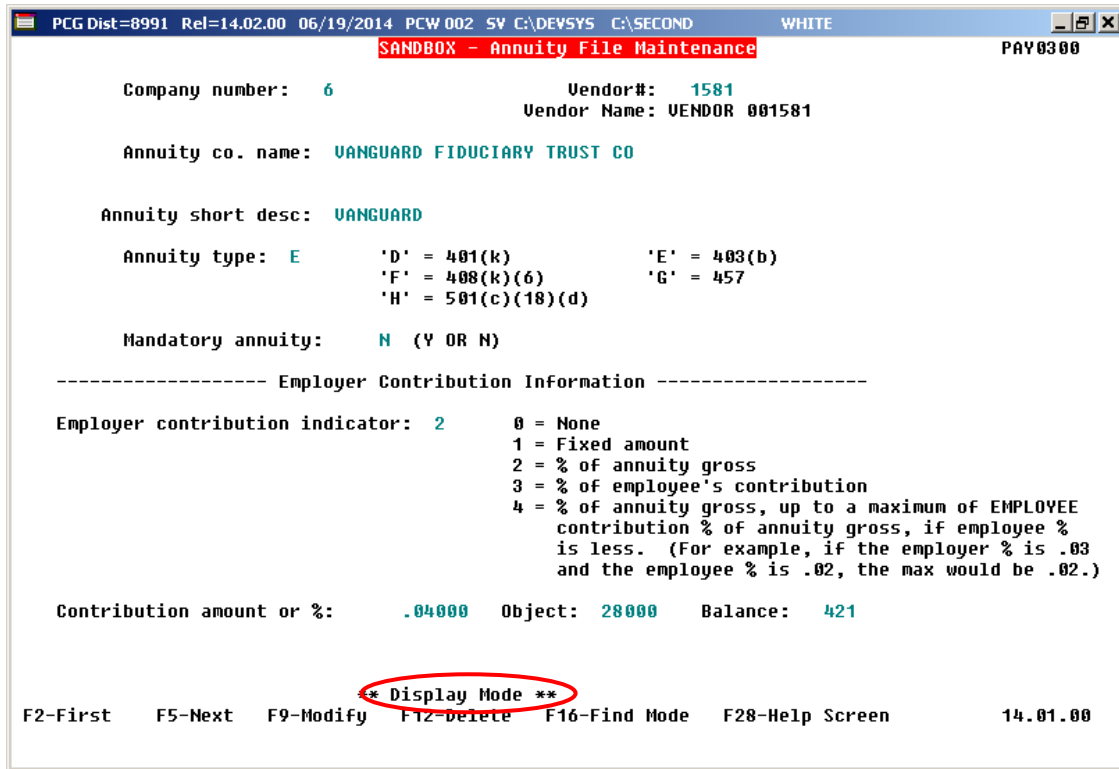 PCG Dist=8991 Rel=14.02.00 06/19/2014 PCW 002 SV C:\DEVSYS C:\SECOND WHITE
SANDBOX - Annuity File Maintenance PAY0300
Company number: 6 Vendor#: 1581
Vendor Name: VENDOR 001581
Annuity co. name: VANGUARD FIDUCIARY TRUST CO
Annuity short desc: VANGUARD
Annuity type: E 'D' = 401(k) 'E' = 403(b)
'F' = 408(k)(6) 'G' = 457
'H' = 501(c)(18)(d)
Mandatory annuity: N (Y OR N)
------------------- Employer Contribution Information -------------------
Employer contribution indicator: 2 0 = None
1 = Fixed amount
2 = % of annuity gross
3 = % of employee's contribution
4 = % of annuity gross, up to a maximum of EMPLOYEE
contribution % of annuity gross, if employee %
is less. (For example, if the employer % is .03
and the employee % is .02, the max would be .02.)
Contribution amount or %: .04000 Object: 28000 Balance: 421
** Display Mode **
F2-First F5-Next F9-Modify F12-Delete F16-Find Mode F28-Help Screen 14.01.00